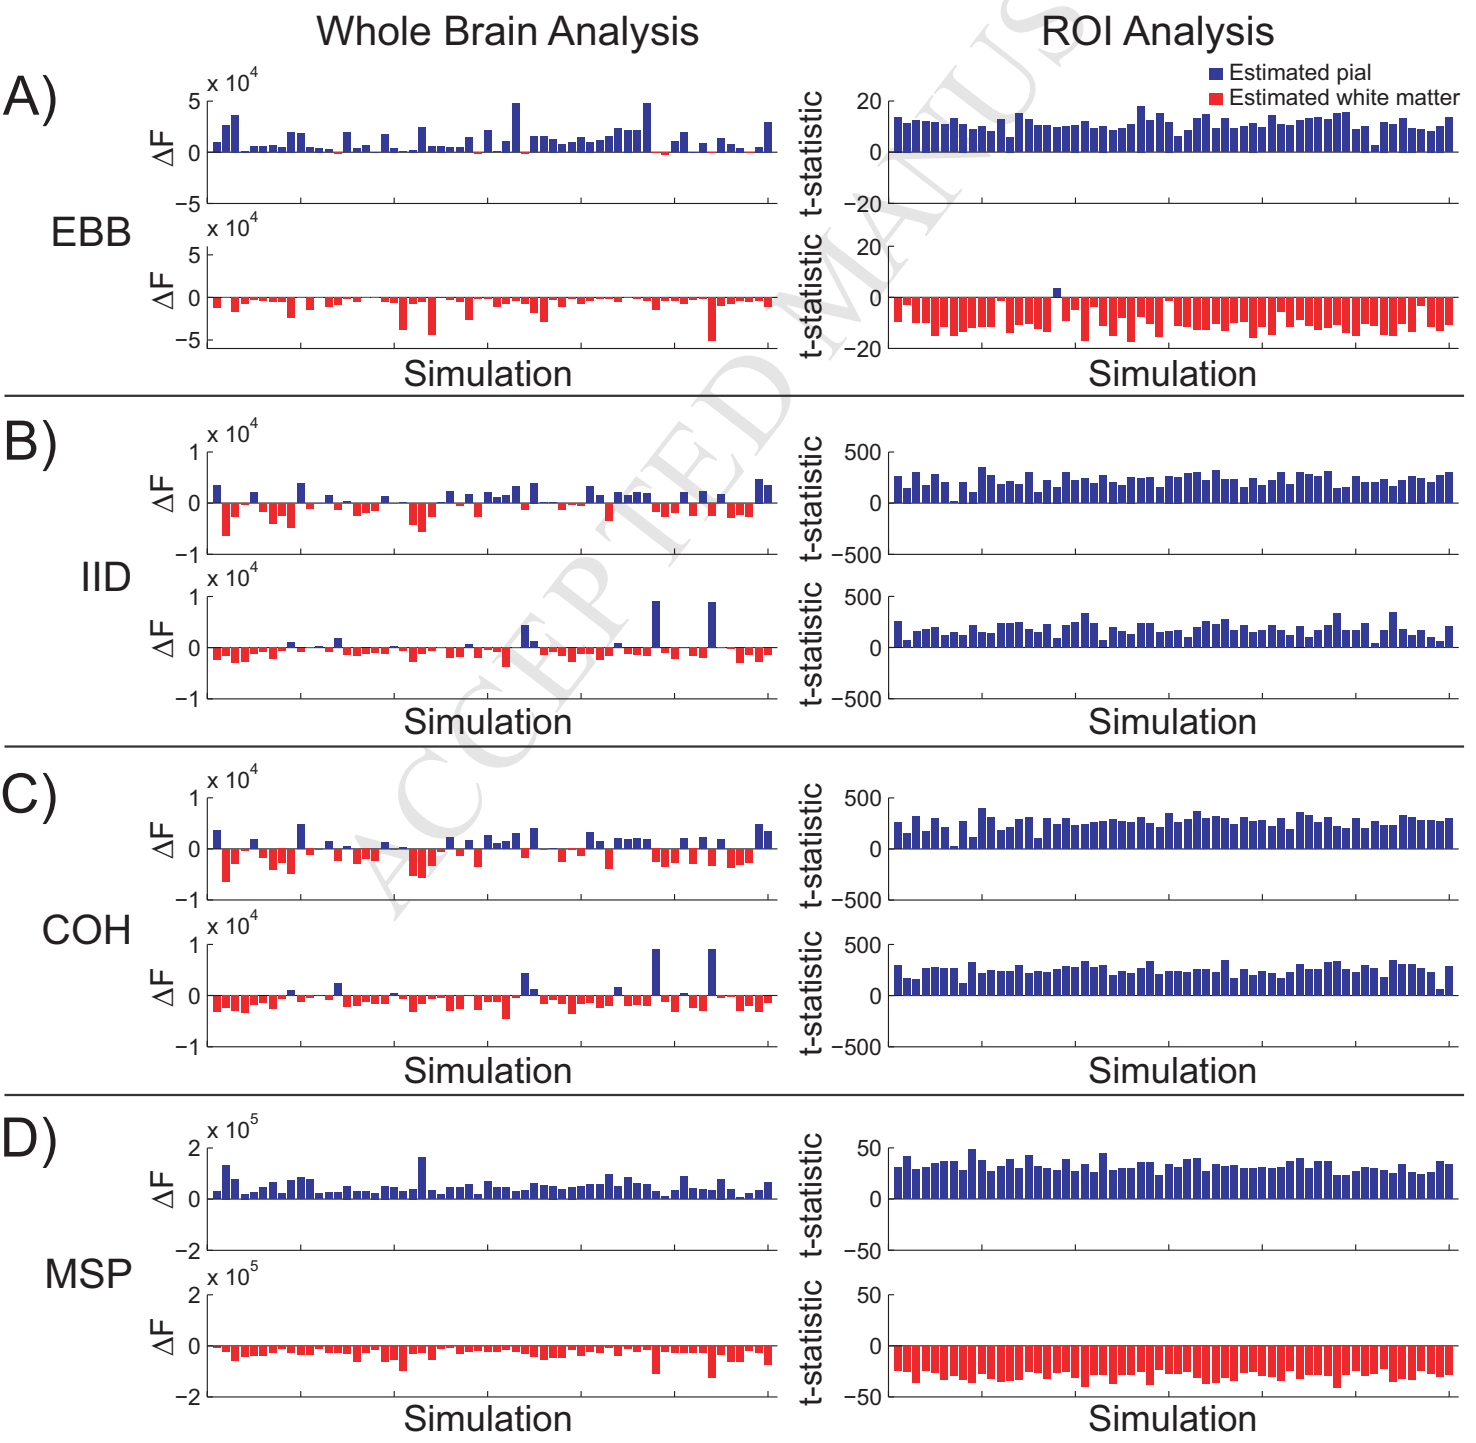 Whole Brain Analysis
ROI Analysis
Estimated pial
Estimated white matter
A)
EBB
x 10^4
5
0
−5
ΔF
x 10^4
5
0
−5
ΔF
Simulation
20
0
−20
t-statistic
20
0
−20
t-statistic
Simulation
B)
IID
x 10^4
1
0
−1
ΔF
x 10^4
1
0
−1
ΔF
Simulation
500
0
−500
t-statistic
500
0
−500
t-statistic
Simulation
C)
COH
x 10^4
1
0
−1
ΔF
x 10^4
1
0
−1
ΔF
Simulation
500
0
−500
t-statistic
500
0
−500
t-statistic
Simulation
D)
MSP
x 10^5
2
0
−2
ΔF
x 10^5
2
0
−2
ΔF
Simulation
50
0
−50
t-statistic
50
0
−50
t-statistic
Simulation
ACCEPTED MANUS